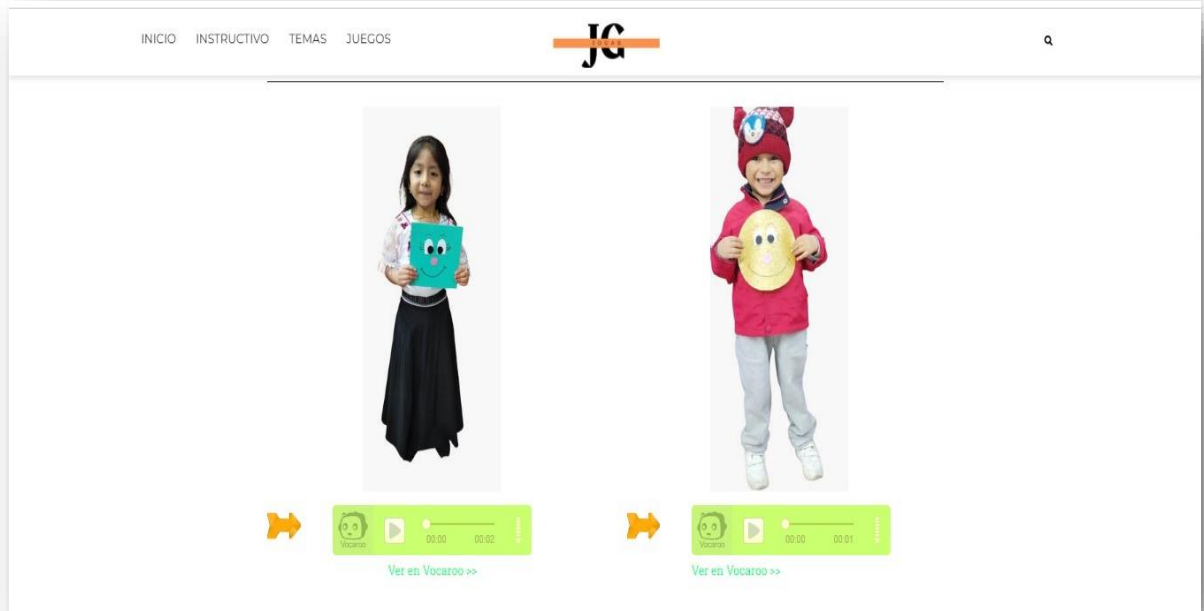 INICIO INSTRUCTIVO TEMAS JUEGOS
JG
IDEAS
Vocaroo 00:00 00:02
Vocaroo 00:00 00:01
Ver en Vocaroo >> Ver en Vocaroo >>